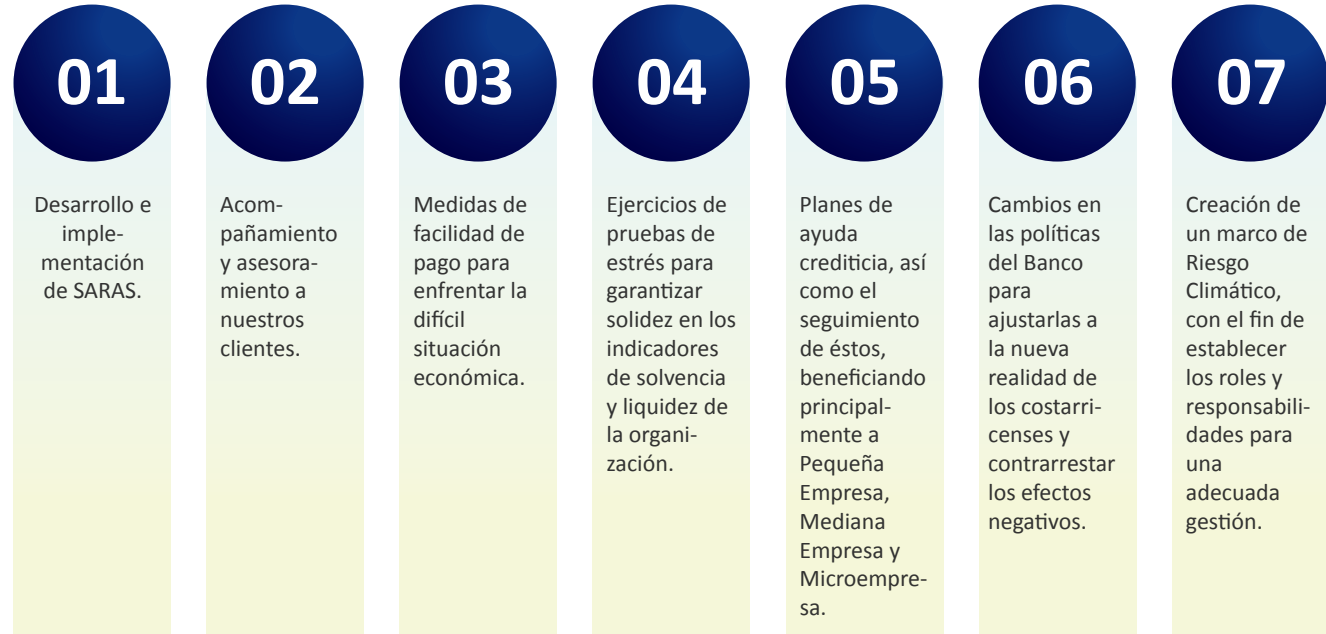 01
Desarrollo e
imple-
mentación
de SARAS.
02
Acom-
pañamiento
y asesora-
miento a
nuestros
clientes.
03
Medidas de
facilidad de
pago para
enfrentar la
difícil
situación
económica.
04
Ejercicios de
pruebas de
estrés para
garantizar
solidez en los
indicadores
de solvencia
y liquidez de
la organi-
zación.
05
Planes de
ayuda
crediticia, así
como el
seguimiento
de éstos,
beneficiando
principal-
mente a
Pequeña
Empresa,
Mediana
Empresa y
Microempre-
sa.
06
Cambios en
las políticas
del Banco
para
ajustarlas a
la nueva
realidad de
los costarri-
censes y
contrarrestar
los efectos
negativos.
07
Creación de
un marco de
Riesgo
Climático,
con el fin de
establecer
los roles y
responsabili-
dades para
una
adecuada
gestión.